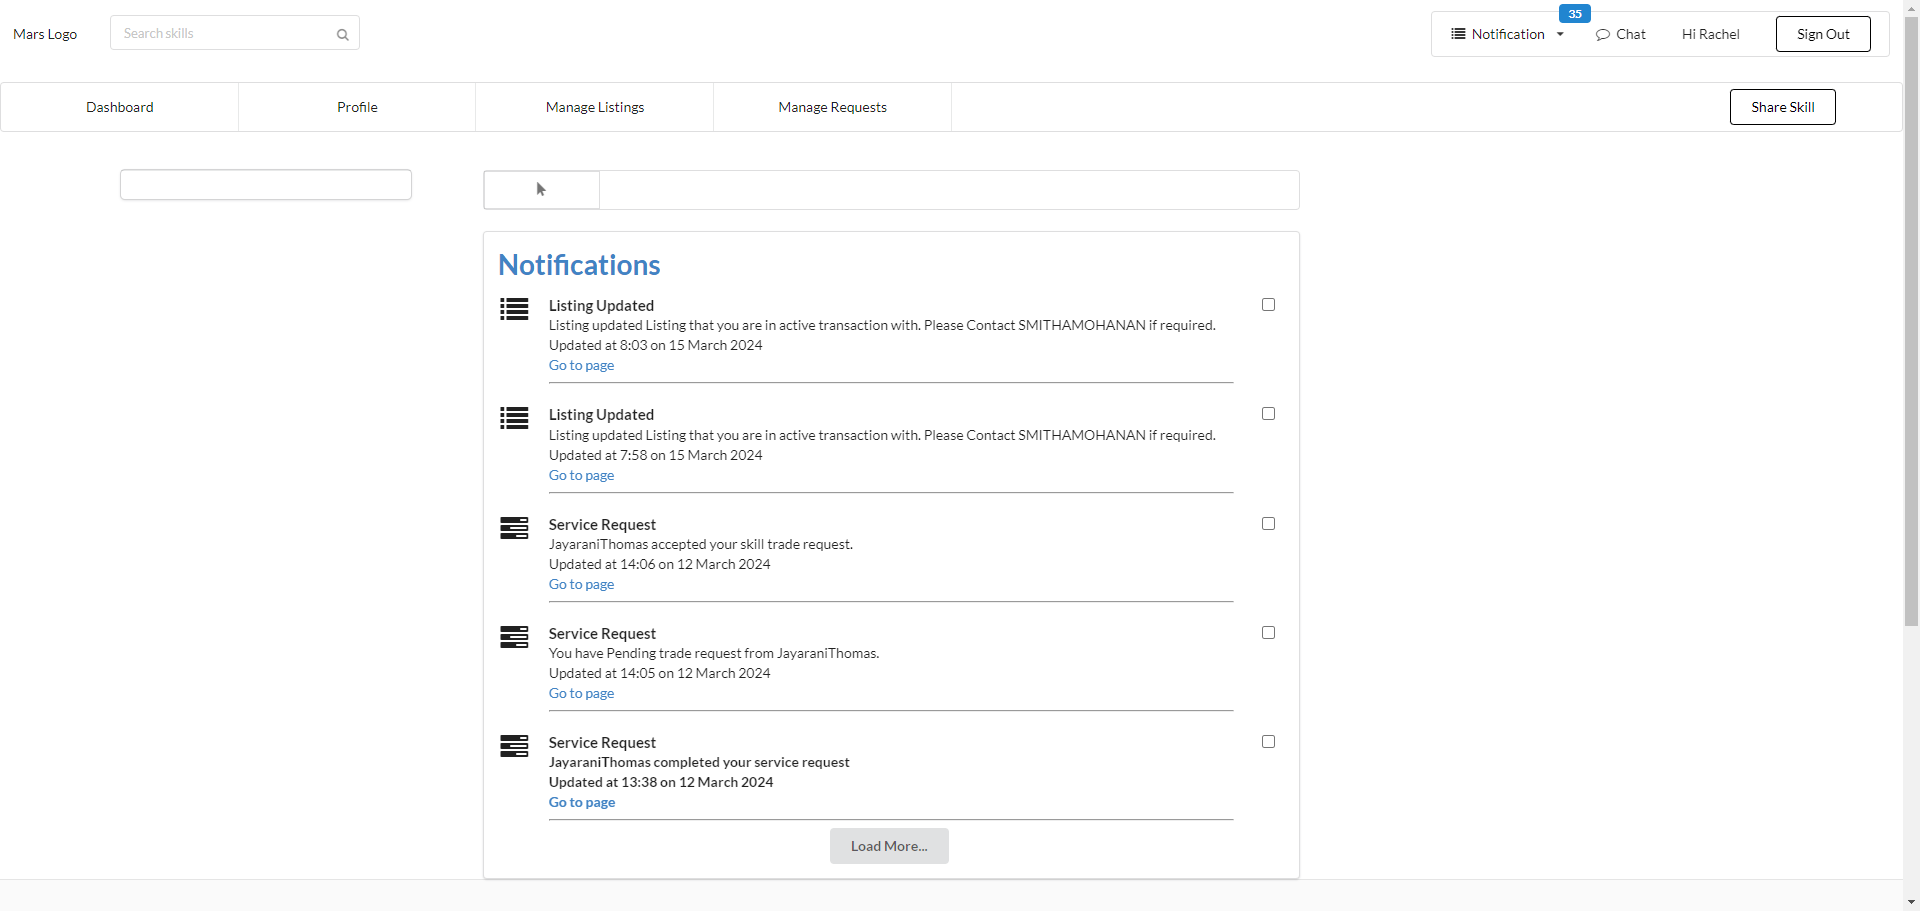 Mars Logo
Search skills
35
Notification
Chat
Hi Rachel
Sign Out
Dashboard
Profile
Manage Listings
Manage Requests
Share Skill
Notifications
Listing Updated
Listing updated Listing that you are in active transaction with. Please Contact SMITHAMOHANAN if required.
Updated at 8:03 on 15 March 2024
Go to page
Listing Updated
Listing updated Listing that you are in active transaction with. Please Contact SMITHAMOHANAN if required.
Updated at 7:58 on 15 March 2024
Go to page
Service Request
JayaraniThomas accepted your skill trade request.
Updated at 14:06 on 12 March 2024
Go to page
Service Request
You have Pending trade request from JayaraniThomas.
Updated at 14:05 on 12 March 2024
Go to page
Service Request
JayaraniThomas completed your service request
Updated at 13:38 on 12 March 2024
Go to page
Load More...